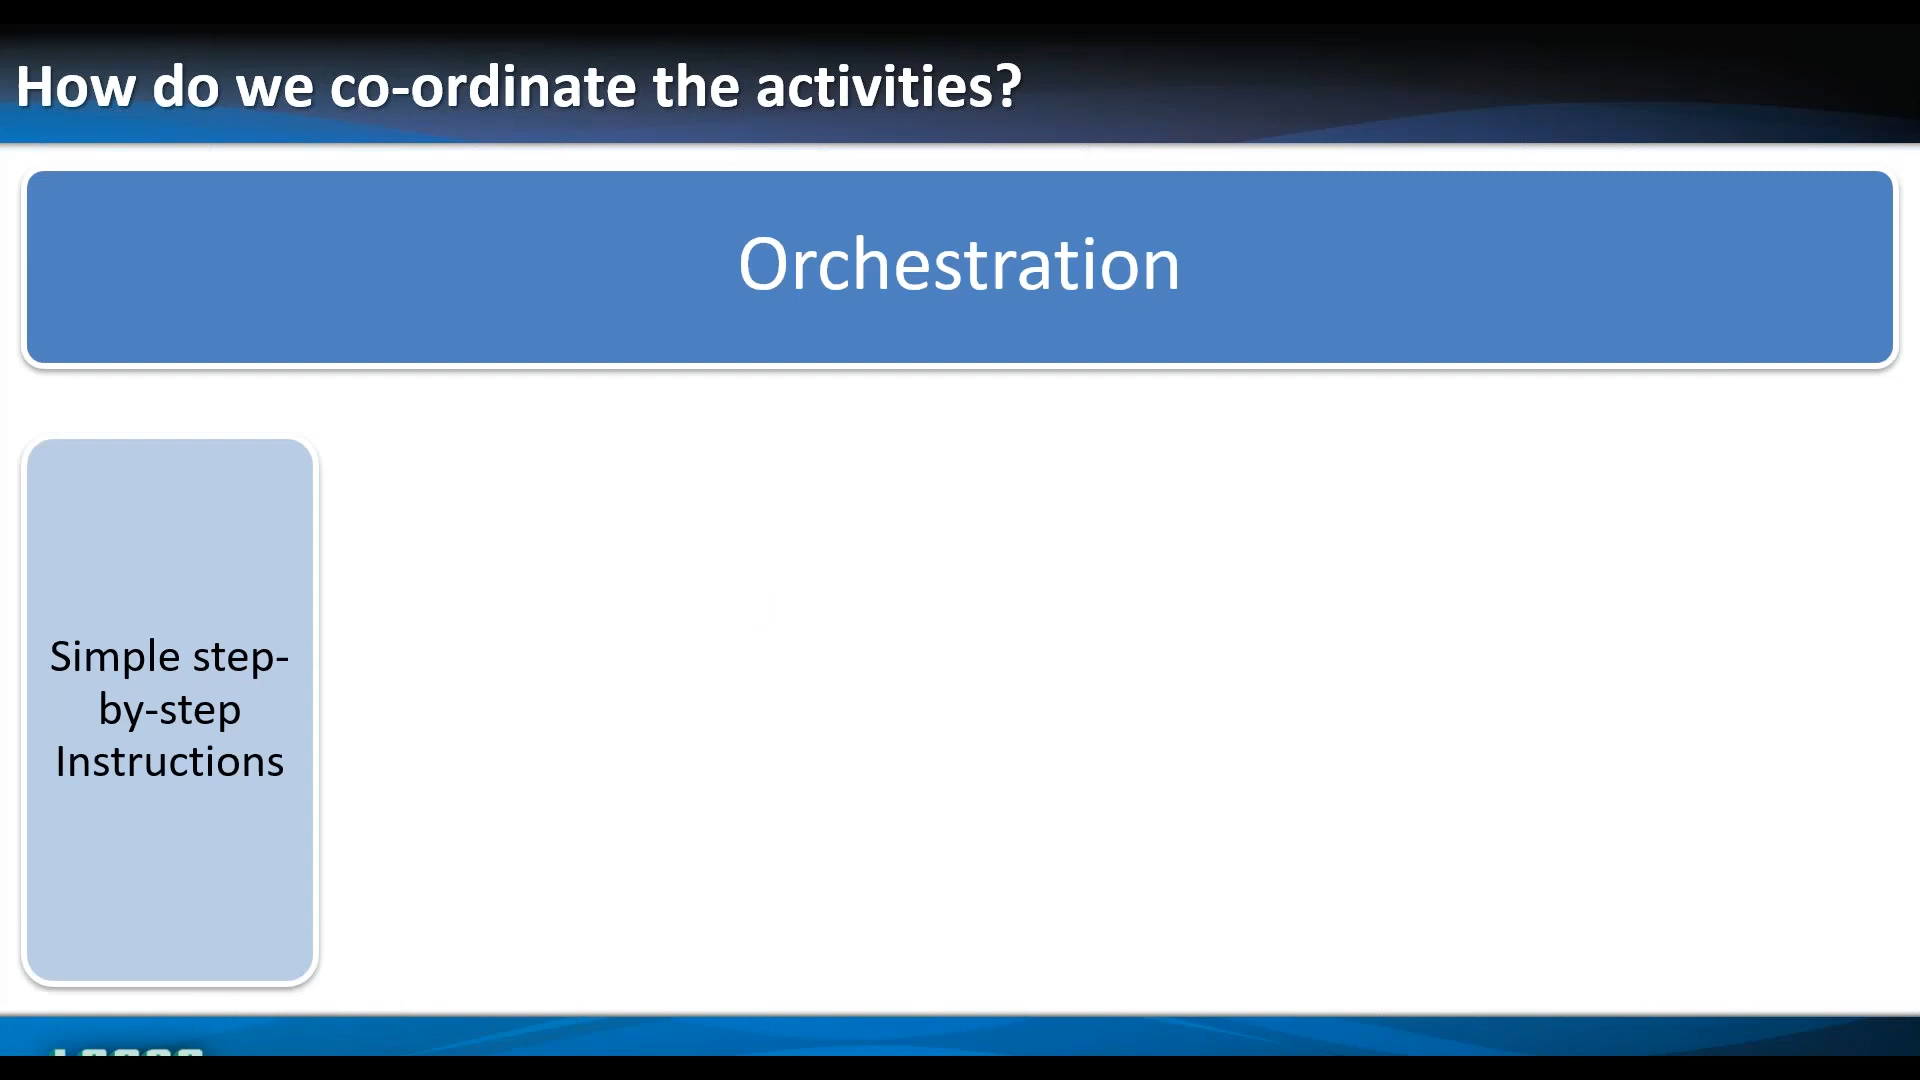 How do we co-ordinate the activities?
Orchestration
Simple step-
by-step
Instructions